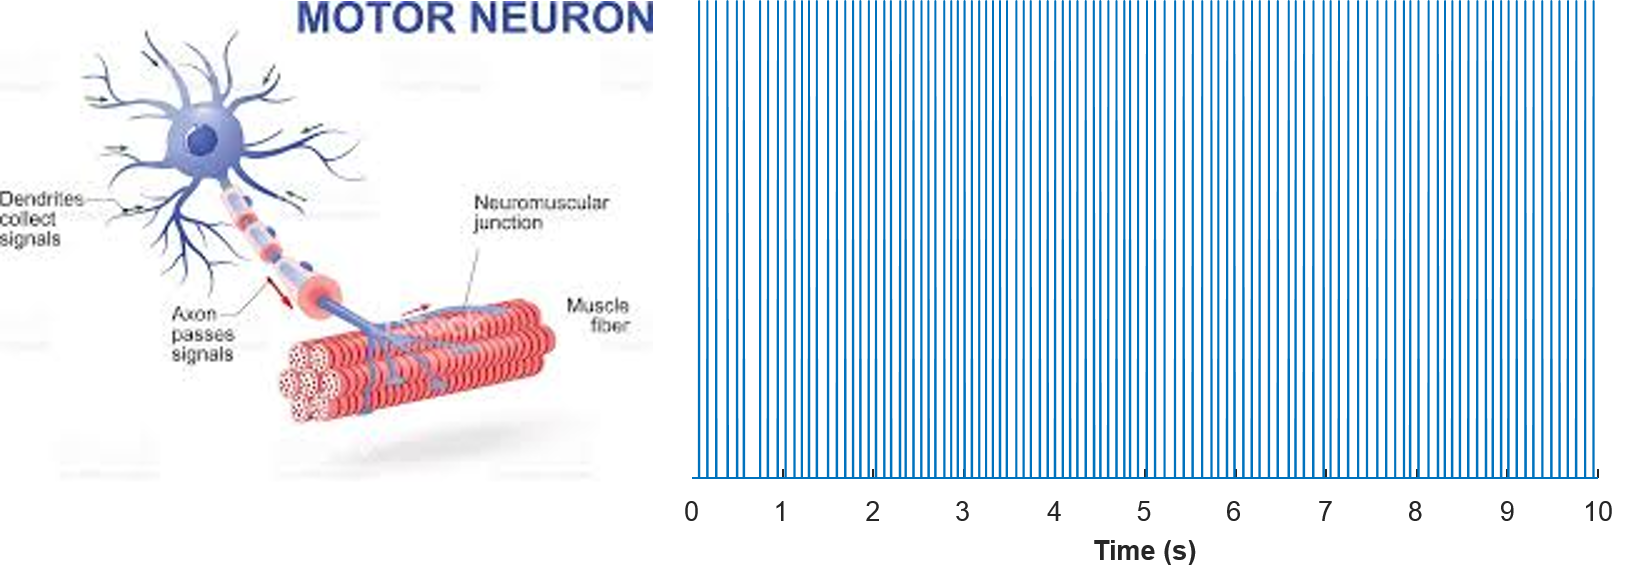 MOTOR NEURON
Dendrites
collect
signals
Neuromuscular
junction
Axon
passes
signals
Muscle
fiber
0 1 2 3 4 5 6 7 8 9 10
Time (s)